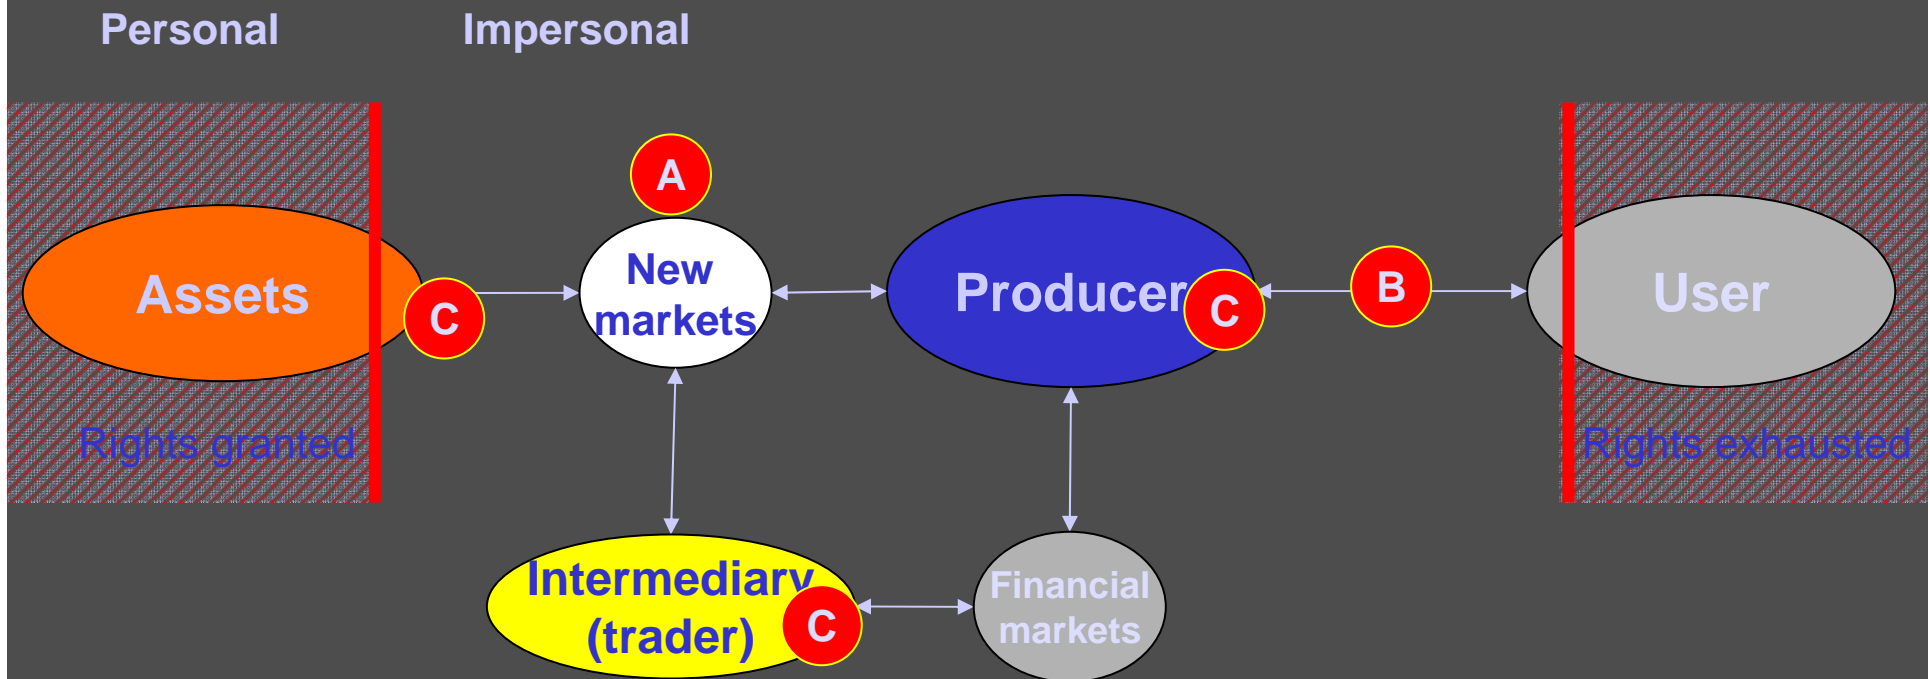 Personal
Impersonal
A
Assets
C
New
markets
Producer
C
B
User
Rights granted
Rights exhausted
Intermediary
(trader)
C
Financial
markets